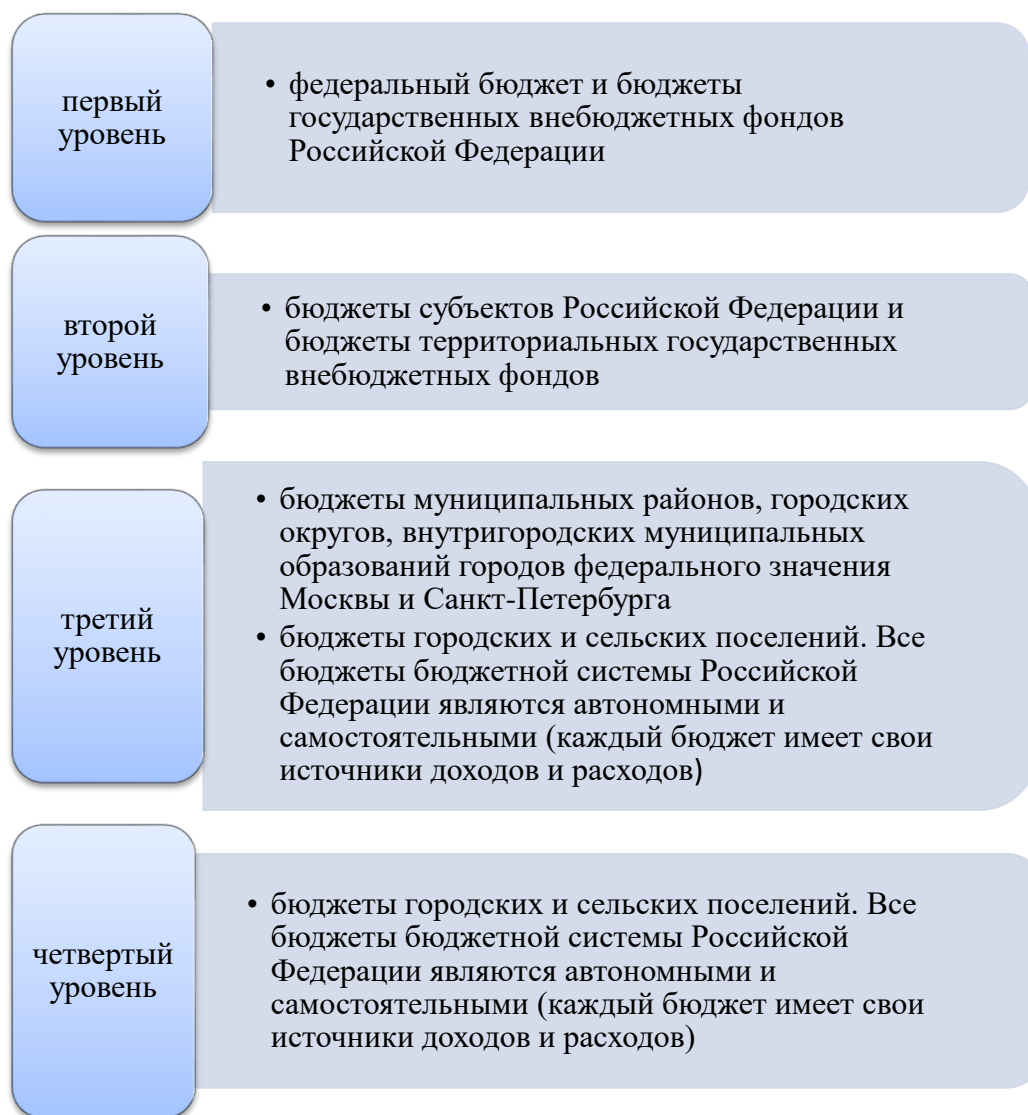 первый
уровень
• федеральный бюджет и бюджеты
государственных внебюджетных фондов
Российской Федерации
второй
уровень
• бюджеты субъектов Российской Федерации и
бюджеты территориальных государственных
внебюджетных фондов
третий
уровень
• бюджеты муниципальных районов, городских
округов, внутригородских муниципальных
образований городов федерального значения
Москвы и Санкт-Петербурга
• бюджеты городских и сельских поселений. Все
бюджеты бюджетной системы Российской
Федерации являются автономными и
самостоятельными (каждый бюджет имеет свои
источники доходов и расходов)
четвертый
уровень
• бюджеты городских и сельских поселений. Все
бюджеты бюджетной системы Российской
Федерации являются автономными и
самостоятельными (каждый бюджет имеет свои
источники доходов и расходов)